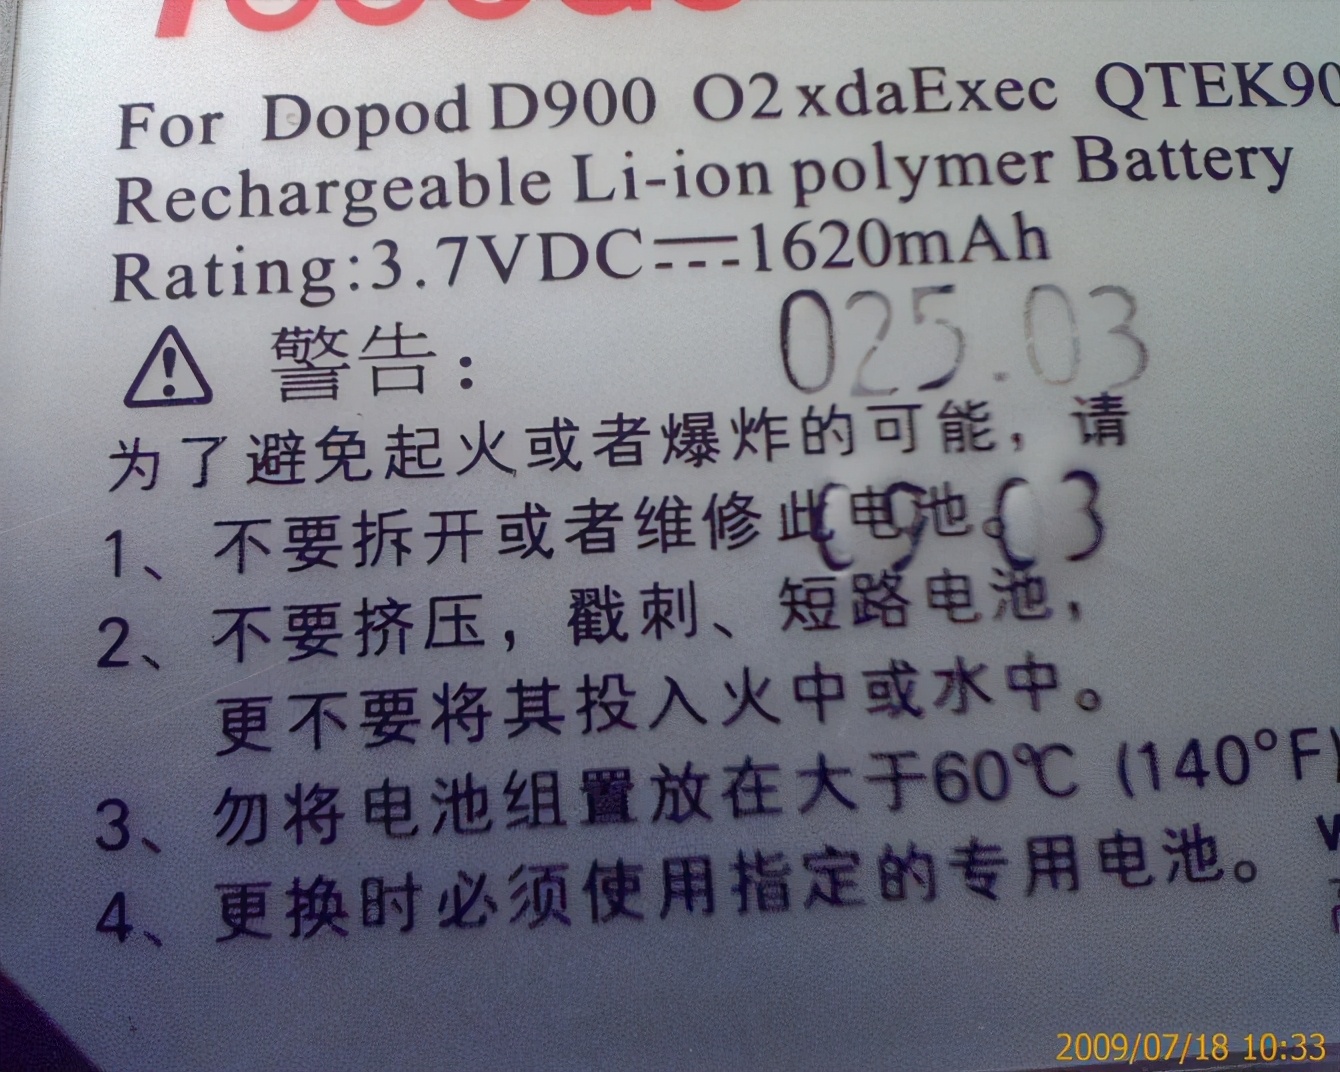 For Dopod D900 O2 xdaExec QTEK90
Rechargeable Li-ion polymer Battery
Rating:3.7VDC⎓1620mAh
警告：
025.03
为了避免起火或者爆炸的可能，请
1、不要拆开或者维修此电池。
09 03
2、不要挤压，戳刺、短路电池，
更不要将其投入火中或水中。
3、勿将电池组置放在大于60℃ (140°F)
4、更换时必须使用指定的专用电池。
2009/07/18 10:33